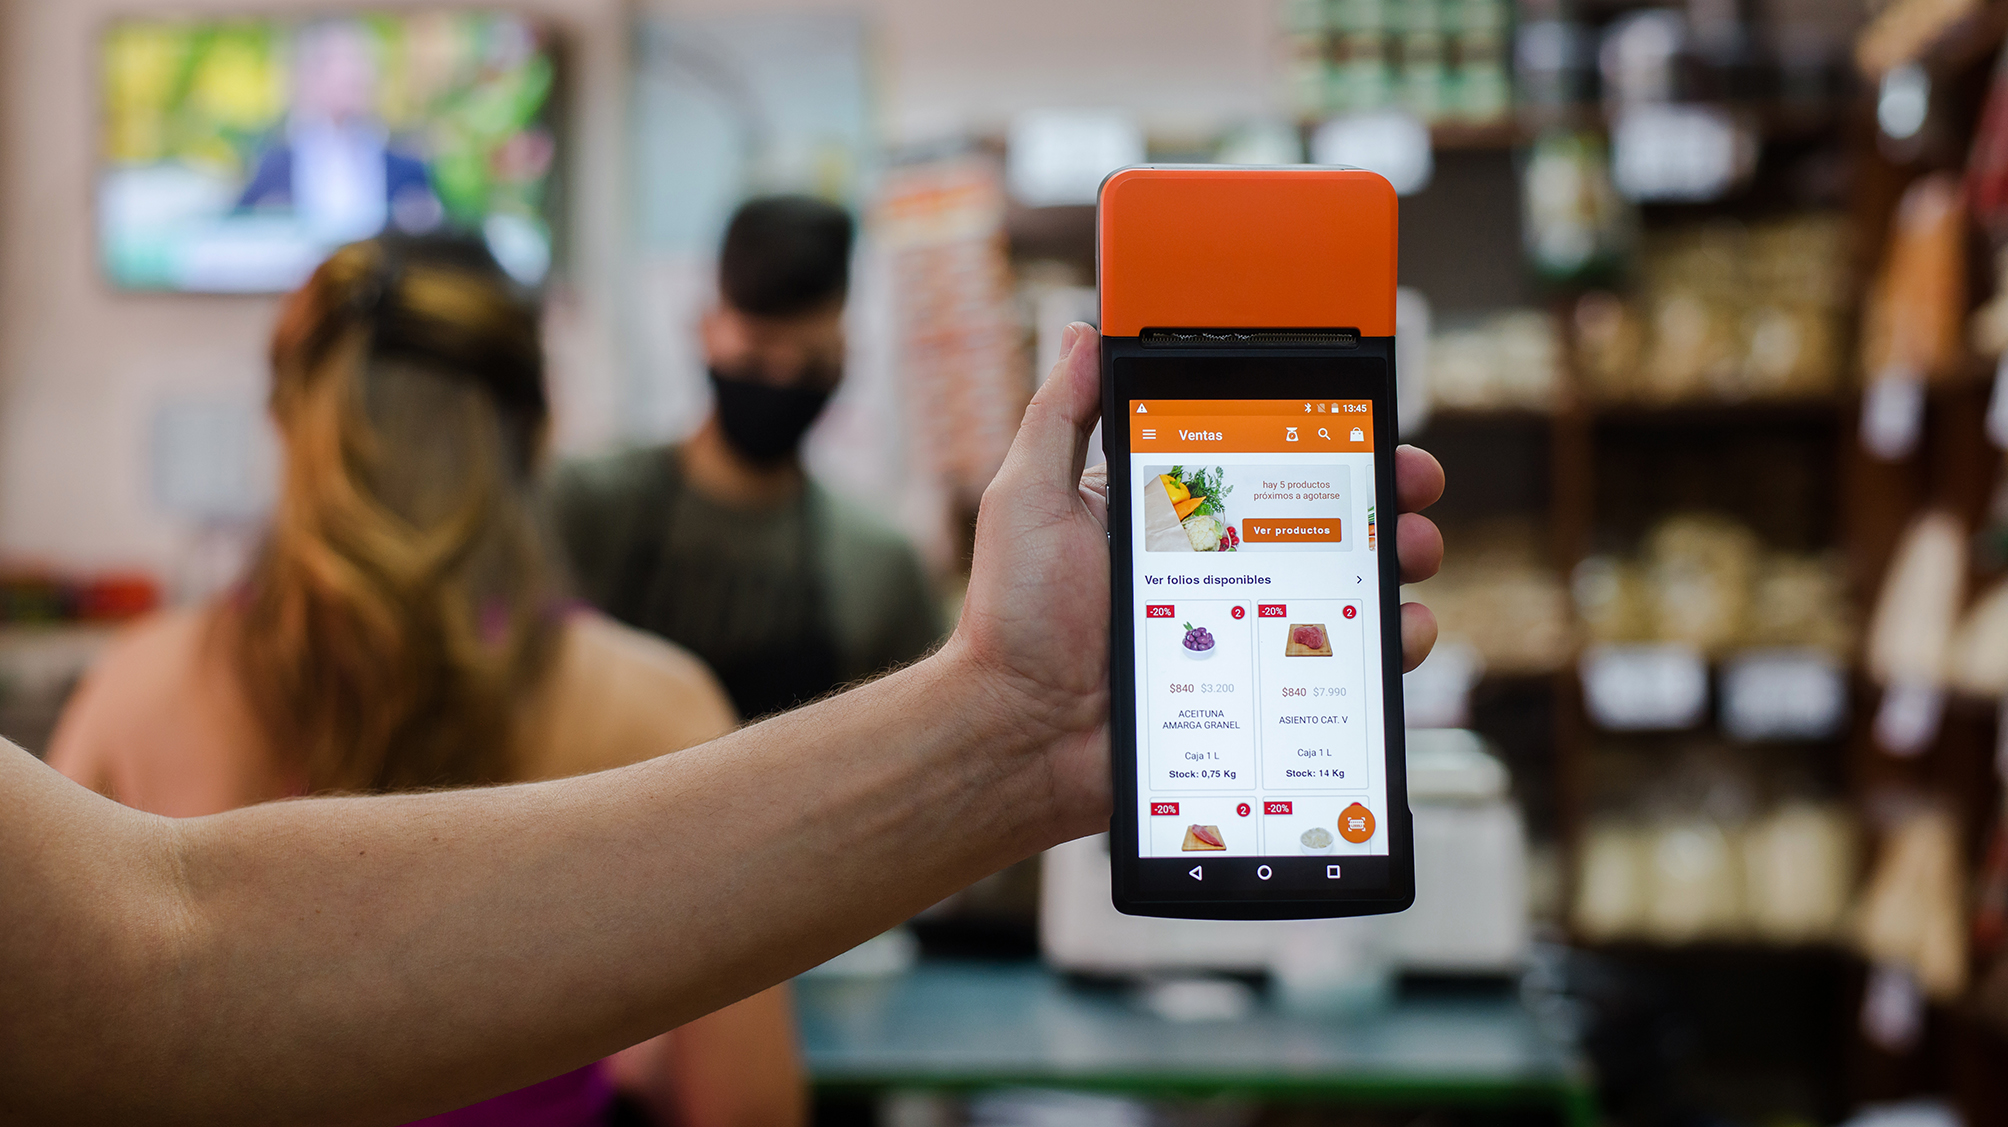 13:45
Ventas
hay 5 productos
próximos a agotarse
Ver productos
Ver folios disponibles
-20%
2
$840 $3.200
ACEITUNA
AMARGA GRANEL
Caja 1 L
Stock: 0,75 Kg
-20%
2
$840 $7.990
ASIENTO CAT. V
Caja 1 L
Stock: 14 Kg
-20%
2
-20%